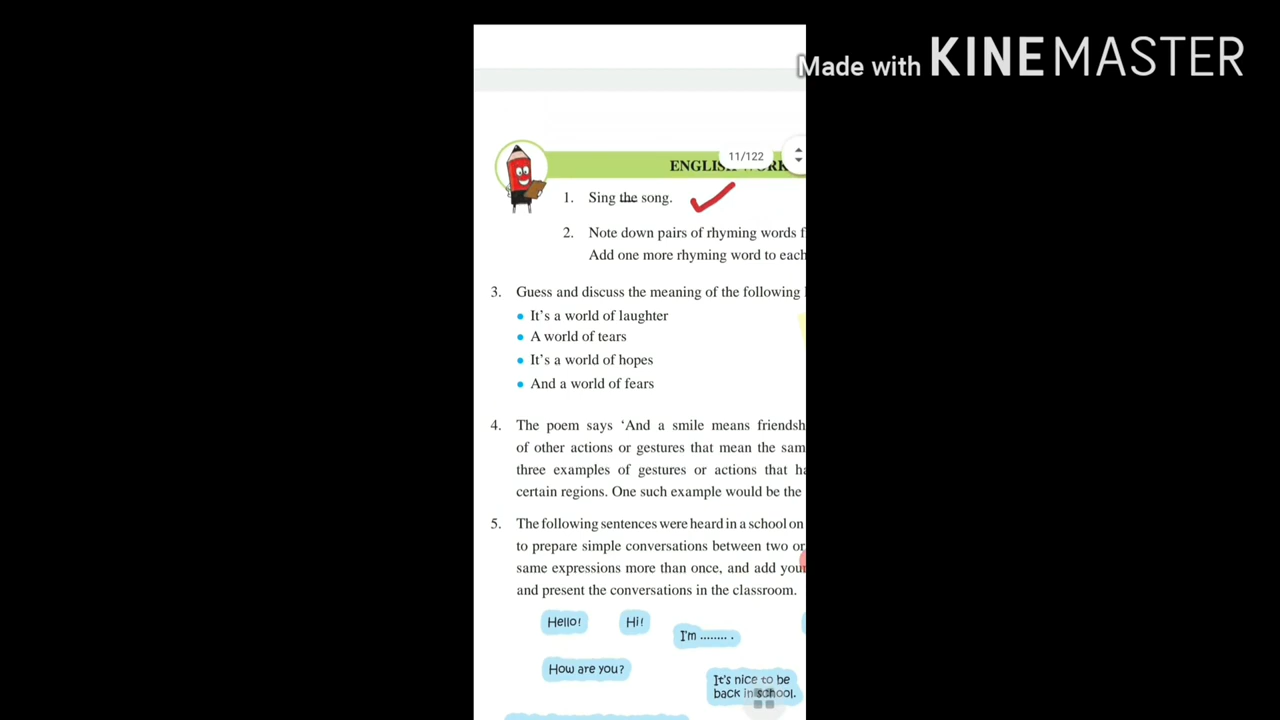 Made with KINEMASTER
11/122
1. Sing the song.
2. Note down pairs of rhyming words
Add one more rhyming word to each
3. Guess and discuss the meaning of the following
It's a world of laughter
A world of tears
It's a world of hopes
And a world of fears
4. The poem says ‘And a smile means friendsh
of other actions or gestures that mean the sam
three examples of gestures or actions that ha
certain regions. One such example would be the
5. The following sentences were heard in a school on
to prepare simple conversations between two or
same expressions more than once, and add your
and present the conversations in the classroom.
Hello! Hi!
I'm ........ .
How are you?
It's nice to be
back in school.